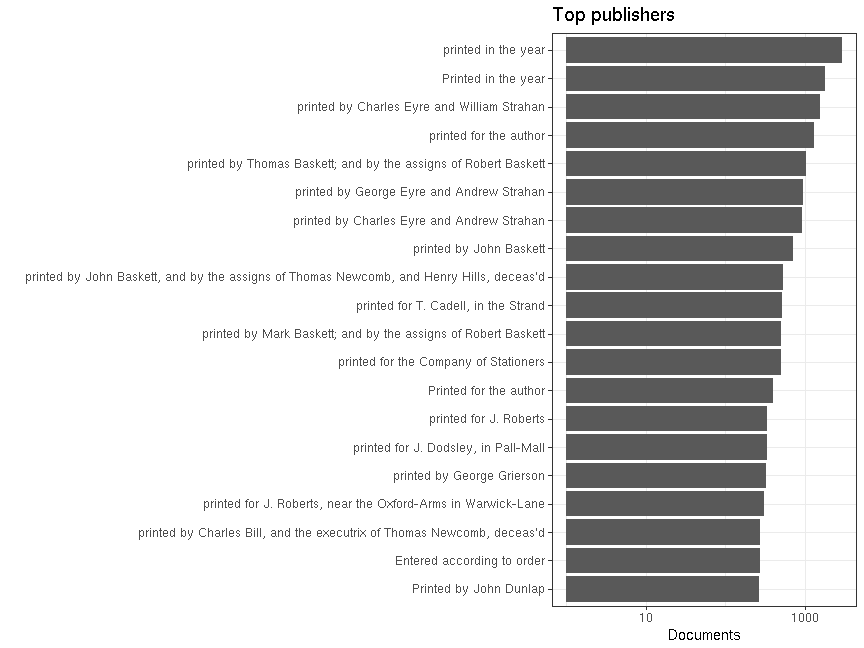 Top publishers
printed in the year
Printed in the year
printed by Charles Eyre and William Strahan
printed for the author
printed by Thomas Baskett; and by the assigns of Robert Baskett
printed by George Eyre and Andrew Strahan
printed by Charles Eyre and Andrew Strahan
printed by John Baskett
printed by John Baskett, and by the assigns of Thomas Newcomb, and Henry Hills, deceas'd
printed for T. Cadell, in the Strand
printed by Mark Baskett; and by the assigns of Robert Baskett
printed for the Company of Stationers
Printed for the author
printed for J. Roberts
printed for J. Dodsley, in Pall-Mall
printed by George Grierson
printed for J. Roberts, near the Oxford-Arms in Warwick-Lane
printed by Charles Bill, and the executrix of Thomas Newcomb, deceas'd
Entered according to order
Printed by John Dunlap
10 1000
Documents